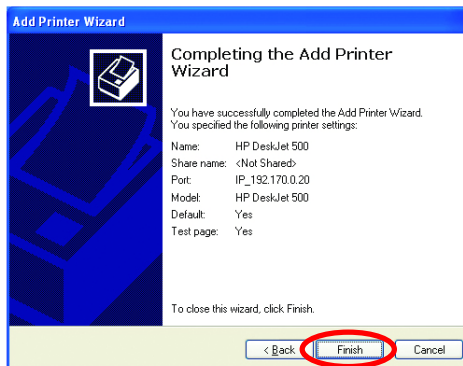 Add Printer Wizard
Completing the Add Printer
Wizard
You have successfully completed the Add Printer Wizard.
You specified the following printer settings:
Name: HP DeskJet 500
Share name: <Not Shared>
Port: IP_192.170.0.20
Model: HP DeskJet 500
Default: Yes
Test page: Yes
To close this wizard, click Finish.
< Back Finish Cancel